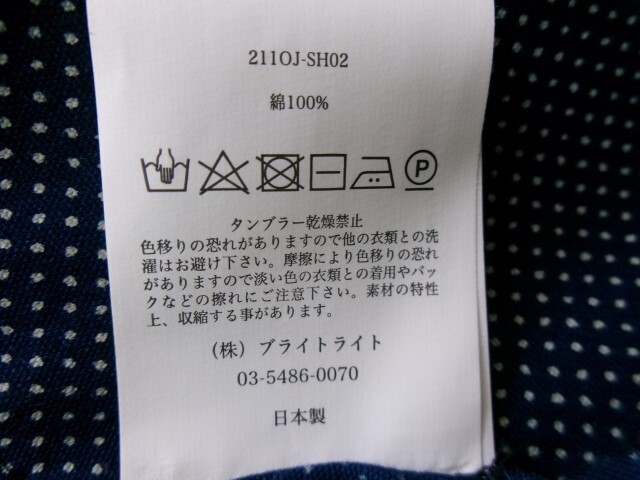 211OJ-SH02
綿100%
P
タンブラー乾燥禁止
色移りの恐れがありますので他の衣類との洗
濯はお避け下さい。摩擦により色移りの恐れ
がありますので淡い色の衣類との着用やバッ
クなどの擦れにご注意下さい。素材の特性
上、収縮する事があります。
（株）ブライトライト
03-5486-0070
日本製